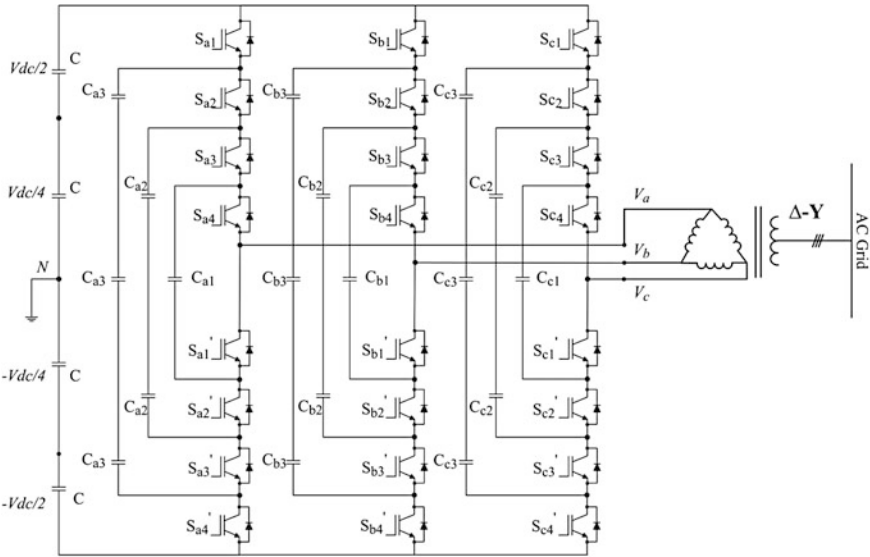 Vdc/2
C
Vdc/4
C
N
-Vdc/4
C
-Vdc/2
C
Sa1
Ca3
Sa2
Sa3
Ca2
Sa4
Ca3
Ca1
Sa1'
Ca2
Sa2'
Ca3
Sa3'
Sa4'
Sb1
Cb3
Sb2
Sb3
Cb2
Sb4
Cb3
Cb1
Sb1'
Cb2
Sb2'
Cb3
Sb3'
Sb4'
Sc1
Cc3
Sc2
Sc3
Cc2
Sc4
Cc3
Cc1
Sc1'
Cc2
Sc2'
Cc3
Sc3'
Sc4'
Va
Vb
Vc
Δ-Y
AC Grid